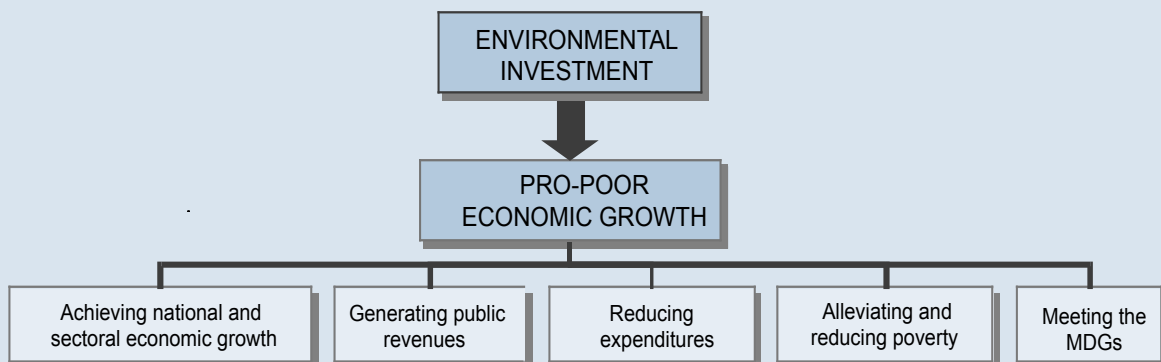 ENVIRONMENTAL
INVESTMENT
PRO-POOR
ECONOMIC GROWTH
Achieving national and
sectoral economic growth
Generating public
revenues
Reducing
expenditures
Alleviating and
reducing poverty
Meeting the
MDGs